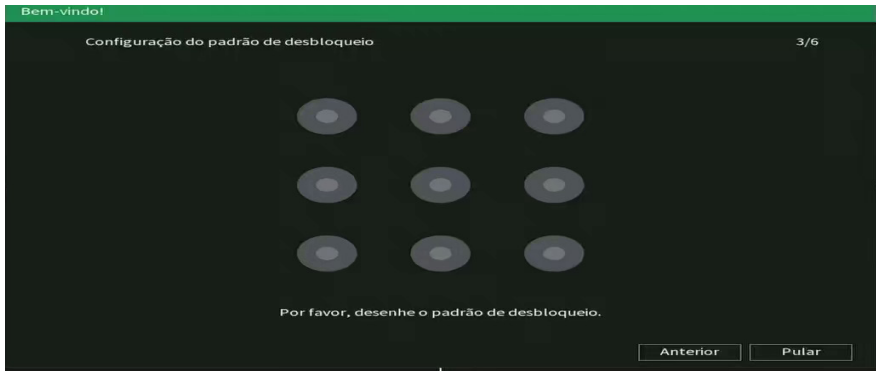 Bem-vindo!
Configuração do padrão de desbloqueio 3/6
Por favor, desenhe o padrão de desbloqueio.
Anterior Pular